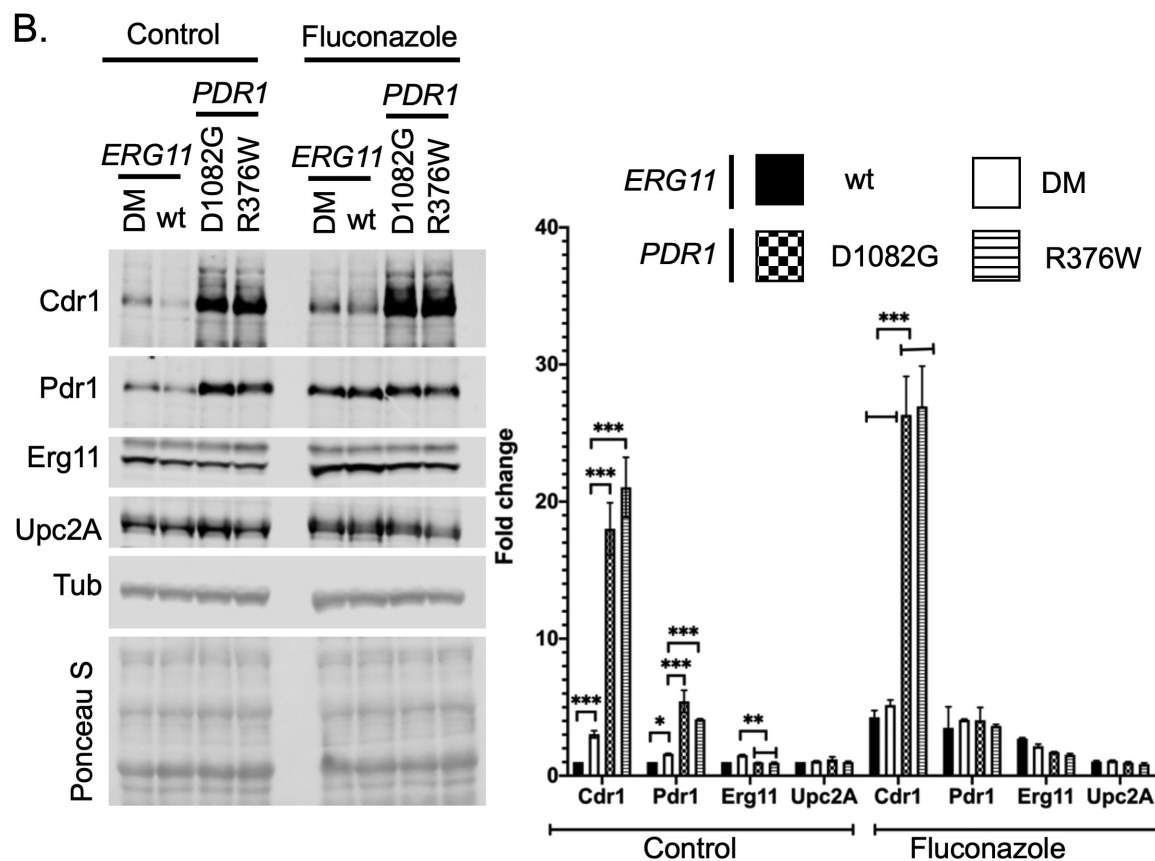 B.
Control Fluconazole
PDR1 PDR1
ERG11 ERG11
DM wt D1082G R376W DM wt D1082G R376W
Cdr1
Pdr1
Erg11
Upc2A
Tub
Ponceau S
ERG11 wt DM
PDR1 D1082G R376W
Fold change
40
30
20
10
0
*** *** ***
* *** ***
**
***
Cdr1 Pdr1 Erg11 Upc2A Cdr1 Pdr1 Erg11 Upc2A
Control Fluconazole